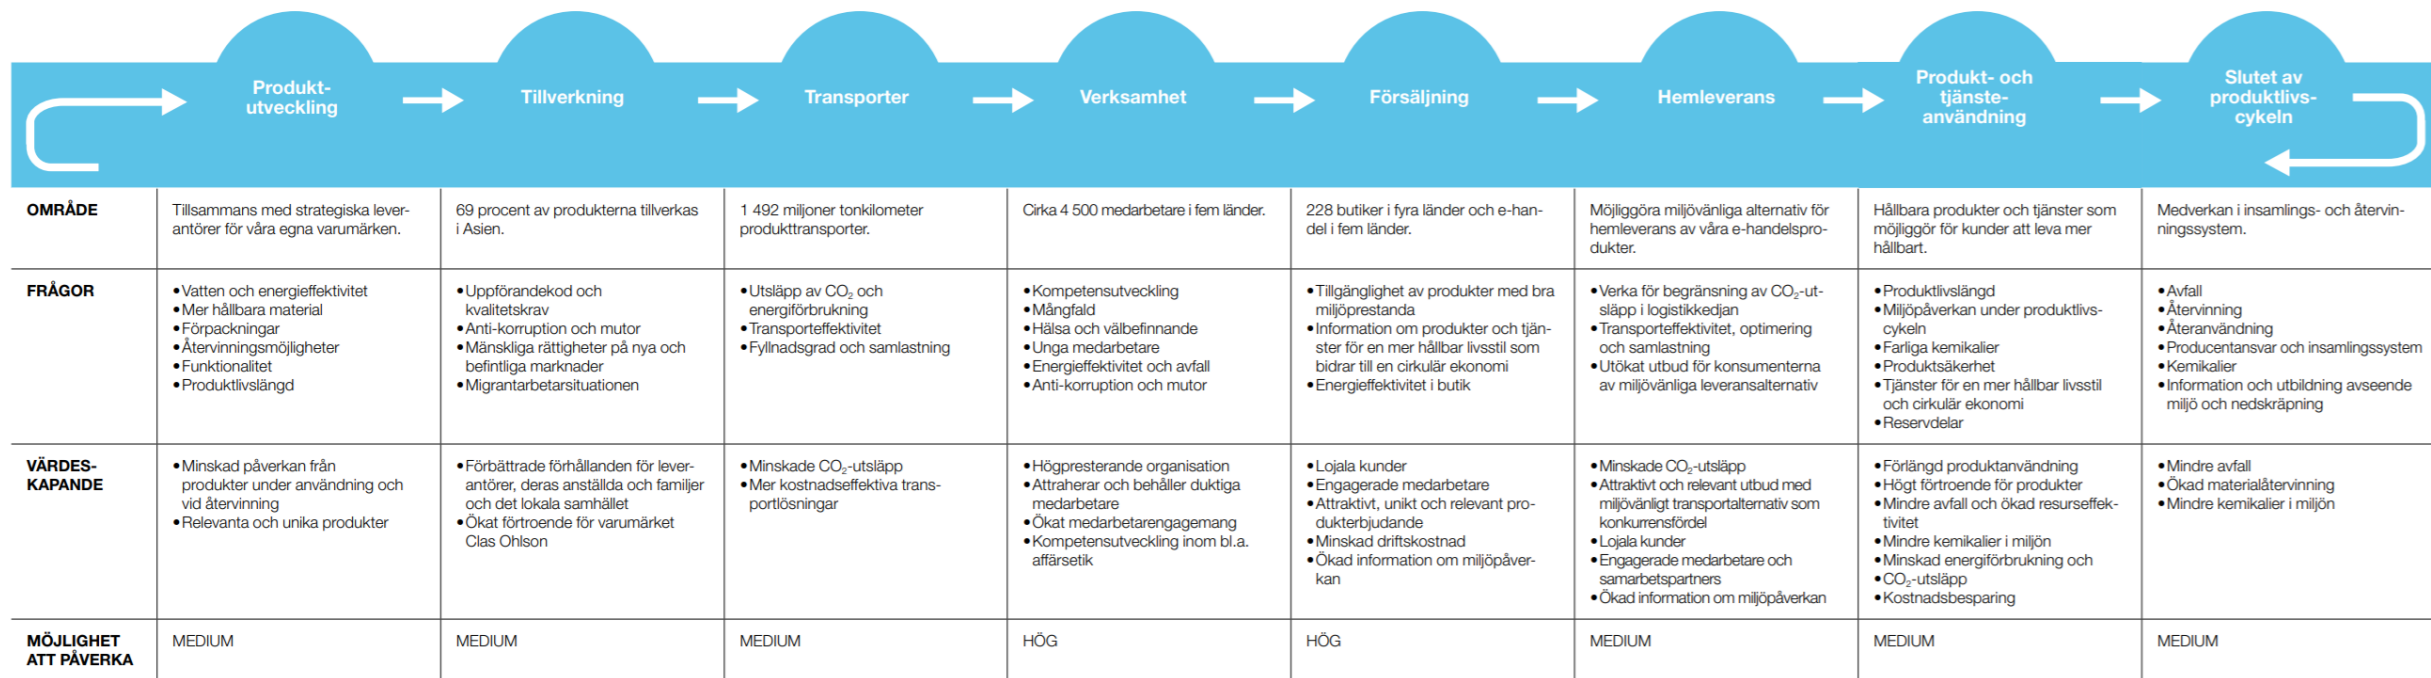 Produkt-
utveckling
Tillverkning
Transporter
Verksamhet
Försäljning
Hemleverans
Produkt- och
tjänste-
användning
Slutet av
produktlivs-
cykeln
OMRÅDE
Tillsammans med strategiska lever-
antörer för våra egna varumärken.
69 procent av produkterna tillverkas
i Asien.
1 492 miljoner tonkilometer
produkttransporter.
Cirka 4 500 medarbetare i fem länder.
228 butiker i fyra länder och e-han-
del i fem länder.
Möjliggöra miljövänliga alternativ för
hemleverans av våra e-handelspro-
dukter.
Hållbara produkter och tjänster som
möjliggör för kunder att leva mer
hållbart.
Medverkan i insamlings- och återvin-
ningssystem.
FRÅGOR
• Vatten och energieffektivitet
• Mer hållbara material
• Förpackningar
• Återvinningsmöjligheter
• Funktionalitet
• Produktlivslängd
• Uppförandekod och
kvalitetskrav
• Anti-korruption och mutor
• Mänskliga rättigheter på nya och
befintliga marknader
• Migrantarbetarsituationen
• Utsläpp av CO₂ och
energiförbrukning
• Transporteffektivitet
• Fyllnadsgrad och samlastning
• Kompetensutveckling
• Mångfald
• Hälsa och välbefinnande
• Unga medarbetare
• Energieffektivitet och avfall
• Anti-korruption och mutor
• Tillgänglighet av produkter med bra
miljöprestanda
• Information om produkter och tjän-
ster för en mer hållbar livsstil som
bidrar till en cirkulär ekonomi
• Energieffektivitet i butik
• Verka för begränsning av CO₂-ut-
släpp i logistikkedjan
• Transporteffektivitet, optimering
och samlastning
• Utökat utbud för konsumenterna
av miljövänliga leveransalternativ
• Produktlivslängd
• Miljöpåverkan under produktlivs-
cykeln
• Farliga kemikalier
• Produktsäkerhet
• Tjänster för en mer hållbar livsstil
och cirkulär ekonomi
• Reservdelar
• Avfall
• Återvinning
• Återanvändning
• Producentansvar och insamlingssystem
• Kemikalier
• Information och utbildning avseende
miljö och nedskräpning
VÄRDES-
KAPANDE
• Minskad påverkan från
produkter under användning och
vid återvinning
• Relevanta och unika produkter
• Förbättrade förhållanden för lever-
antörer, deras anställda och familjer
och det lokala samhället
• Ökat förtroende för varumärket
Clas Ohlson
• Minskade CO₂-utsläpp
• Mer kostnadseffektiva trans-
portlösningar
• Högpresterande organisation
• Attraherar och behåller duktiga
medarbetare
• Ökat medarbetarengagemang
• Kompetensutveckling inom bl.a.
affärsetik
• Lojala kunder
• Engagerade medarbetare
• Attraktivt, unikt och relevant pro-
dukterbjudande
• Minskad driftskostnad
• Ökad information om miljöpåver-
kan
• Minskade CO₂-utsläpp
• Attraktivt och relevant utbud med
miljövänligt transportalternativ som
konkurrensfördel
• Lojala kunder
• Engagerade medarbetare och
samarbetspartners
• Ökad information om miljöpåverkan
• Förlängd produktanvändning
• Högt förtroende för produkter
• Mindre avfall och ökad resurseffek-
tivitet
• Mindre kemikalier i miljön
• Minskad energiförbrukning och
• CO₂-utsläpp
• Kostnadsbesparing
• Mindre avfall
• Ökad materialåtervinning
• Mindre kemikalier i miljön
MÖJLIGHET
ATT PÅVERKA
MEDIUM
MEDIUM
MEDIUM
HÖG
HÖG
MEDIUM
MEDIUM
MEDIUM